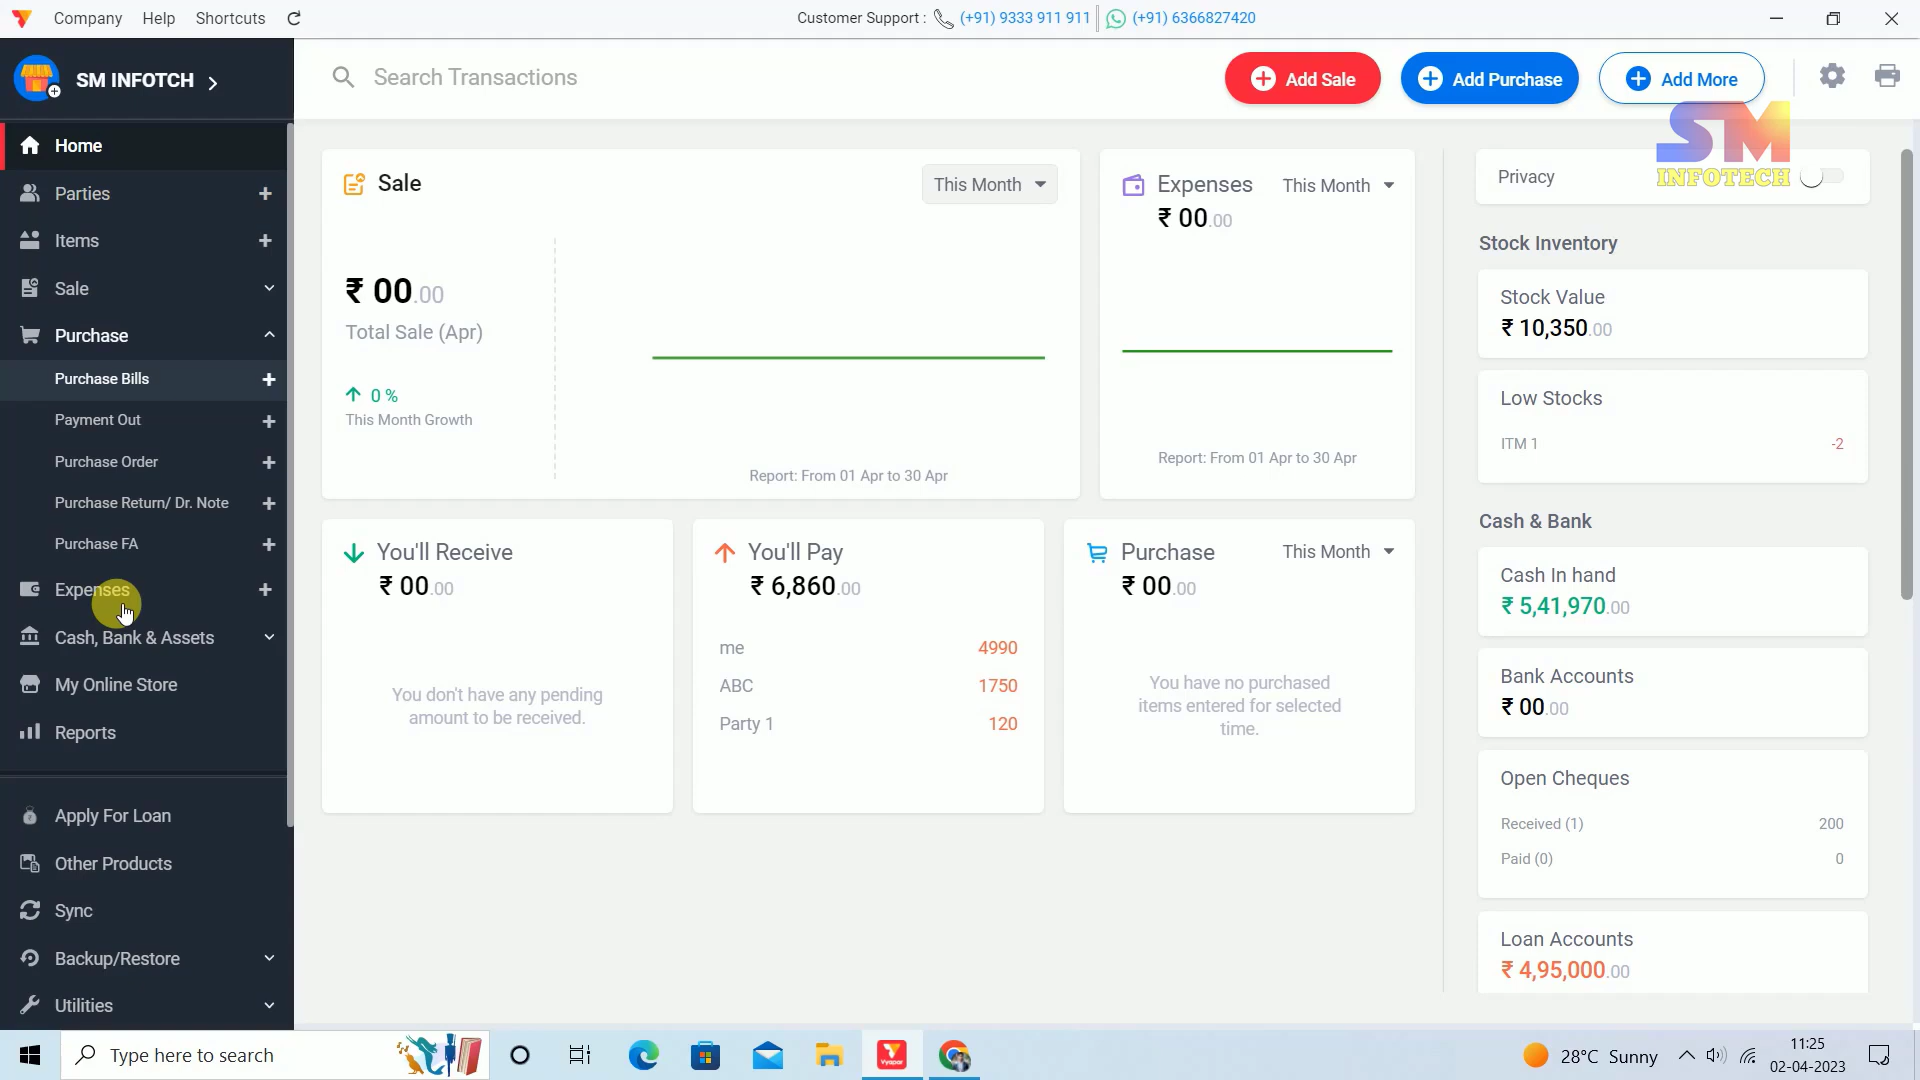 Company Help Shortcuts
Customer Support : (+91) 9333 911 911 (+91) 6366827420
SM INFOTCH
Search Transactions
Add Sale
Add Purchase
Add More
SM
INFOTECH
Home
Parties
Items
Sale
Purchase
Purchase Bills
Payment Out
Purchase Order
Purchase Return/ Dr. Note
Purchase FA
Expenses
Cash, Bank & Assets
My Online Store
Reports
Apply For Loan
Other Products
Sync
Backup/Restore
Utilities
Sale
This Month
₹ 00.00
Total Sale (Apr)
0 %
This Month Growth
Report: From 01 Apr to 30 Apr
Expenses This Month
₹ 00.00
Report: From 01 Apr to 30 Apr
You'll Receive
₹ 00.00
You don't have any pending
amount to be received.
You'll Pay
₹ 6,860.00
me 4990
ABC 1750
Party 1 120
Purchase This Month
₹ 00.00
You have no purchased
items entered for selected
time.
Privacy
Stock Inventory
Stock Value
₹ 10,350.00
Low Stocks
ITM 1 -2
Cash & Bank
Cash In hand
₹ 5,41,970.00
Bank Accounts
₹ 00.00
Open Cheques
Received (1) 200
Paid (0) 0
Loan Accounts
₹ 4,95,000.00
Type here to search
Vyapar
28°C Sunny
11:25
02-04-2023